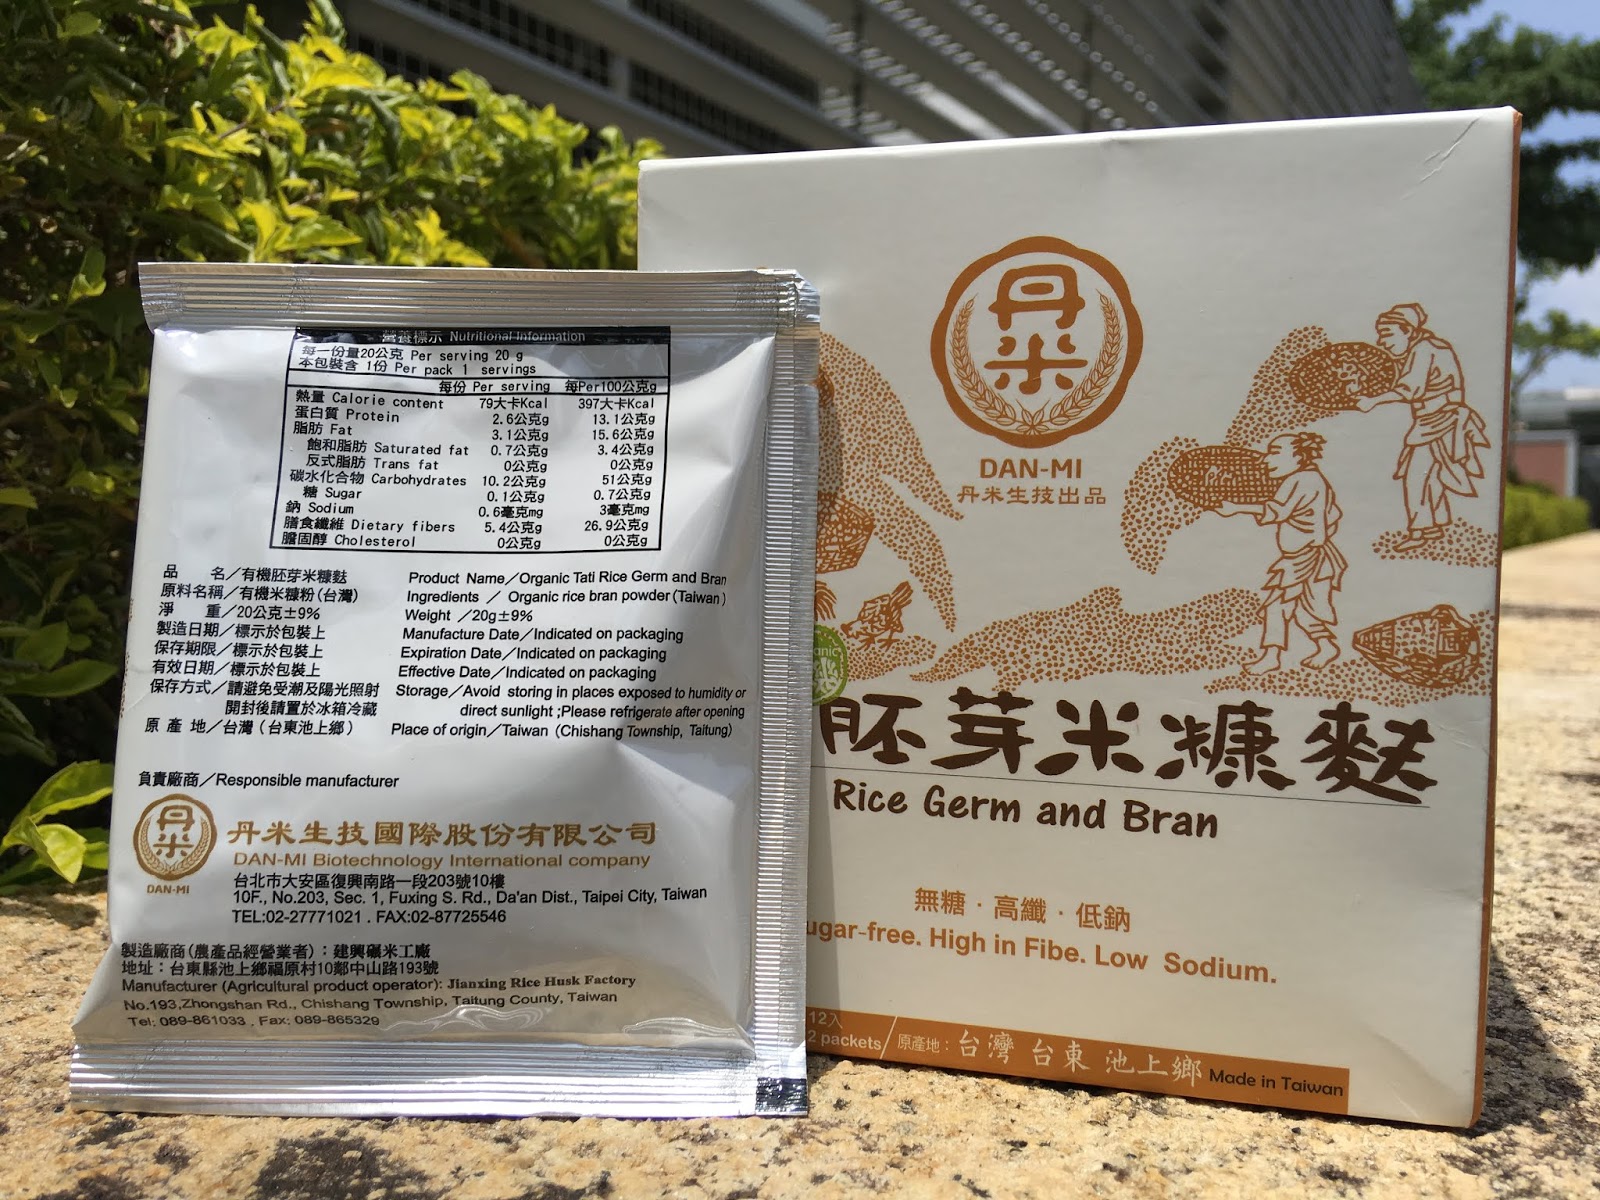 營養標示 Nutritional Information
每一份量20公克 Per serving 20 g
本包裝含 1份 Per pack 1 servings
每份 Per serving 每Per100公克g
熱量 Calorie content 79大卡Kcal 397大卡Kcal
蛋白質 Protein 2.6公克g 13.1公克g
脂肪 Fat 3.1公克g 15.6公克g
飽和脂肪 Saturated fat 0.7公克g 3.4公克g
反式脂肪 Trans fat 0公克g 0公克g
碳水化合物 Carbohydrates 10.2公克g 51公克g
糖 Sugar 0.1公克g 0.7公克g
鈉 Sodium 0.6毫克mg 3毫克mg
膳食纖維 Dietary fibers 5.4公克g 26.9公克g
膽固醇 Cholesterol 0公克g 0公克g
品 名／有機胚芽米糠麩 Product Name／Organic Tati Rice Germ and Bran
原料名稱／有機米糠粉(台灣) Ingredients ／ Organic rice bran powder(Taiwan)
淨 重／20公克±9% Weight ／20g±9%
製造日期／標示於包裝上 Manufacture Date／Indicated on packaging
保存期限／標示於包裝上 Expiration Date／Indicated on packaging
有效日期／標示於包裝上 Effective Date／Indicated on packaging
保存方式／請避免受潮及陽光照射 Storage／Avoid storing in places exposed to humidity or
開封後請置於冰箱冷藏 direct sunlight ;Please refrigerate after opening
原 產 地／台灣 (台東池上鄉) Place of origin／Taiwan (Chishang Township, Taitung)
負責廠商／Responsible manufacturer
丹米
DAN-MI
丹米生技國際股份有限公司
DAN-MI Biotechnology International company
台北市大安區復興南路一段203號10樓
10F., No.203, Sec. 1, Fuxing S. Rd., Da'an Dist., Taipei City, Taiwan
TEL:02-27771021 . FAX:02-87725546
製造廠商(農產品經營業者)：建興碾米工廠
地址：台東縣池上鄉福原村10鄰中山路193號
Manufacturer (Agricultural product operator): Jianxing Rice Husk Factory
No.193,Zhongshan Rd., Chishang Township, Taitung County, Taiwan
Tel: 089-861033 . Fax: 089-865329
丹米
DAN-MI
丹米生技出品
胚芽米糠麩
Rice Germ and Bran
無糖．高纖．低鈉
ugar-free. High in Fibe. Low Sodium.
12入
2 packets／原產地：台灣 台東 池上鄉 Made in Taiwan